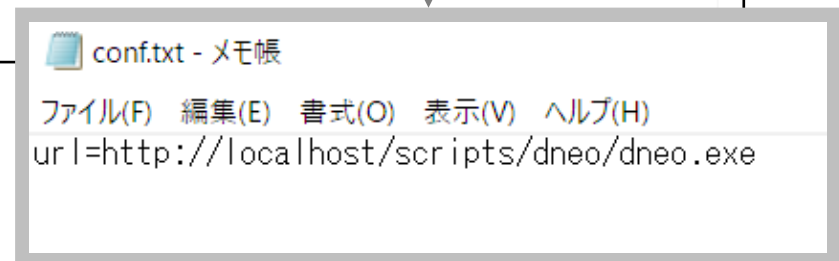 conf.txt - メモ帳
ファイル(F) 編集(E) 書式(O) 表示(V) ヘルプ(H)
url=http://localhost/scripts/dneo/dneo.exe